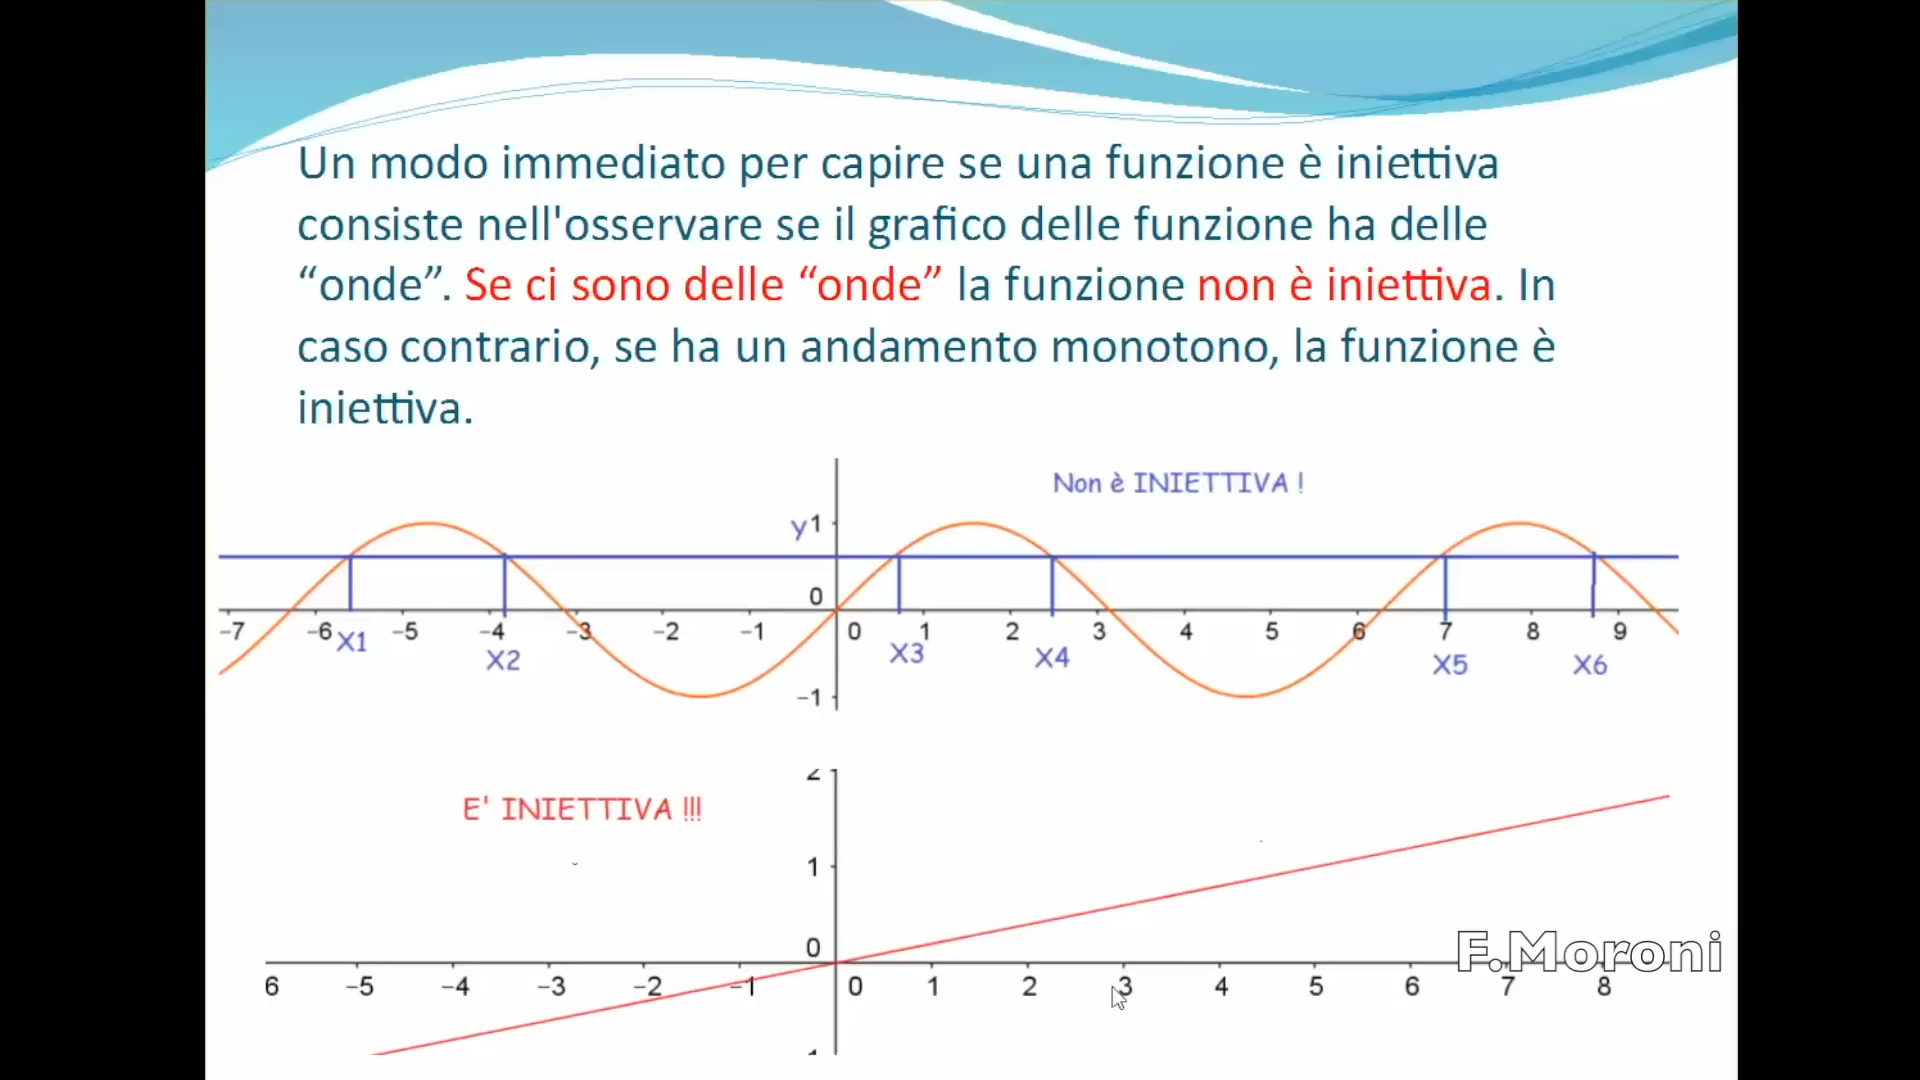 Un modo immediato per capire se una funzione è iniettiva
consiste nell'osservare se il grafico delle funzione ha delle
“onde”. Se ci sono delle “onde” la funzione non è iniettiva. In
caso contrario, se ha un andamento monotono, la funzione è
iniettiva.
Non è INIETTIVA !
y 1
0
−7 −6 −5 −4 −3 −2 −1 0 1 2 3 4 5 6 7 8 9
X1 X2 X3 X4 X5 X6
−1
2
E' INIETTIVA !!!
1
0
F.Moroni
6 −5 −4 −3 −2 −1 0 1 2 3 4 5 6 7 8